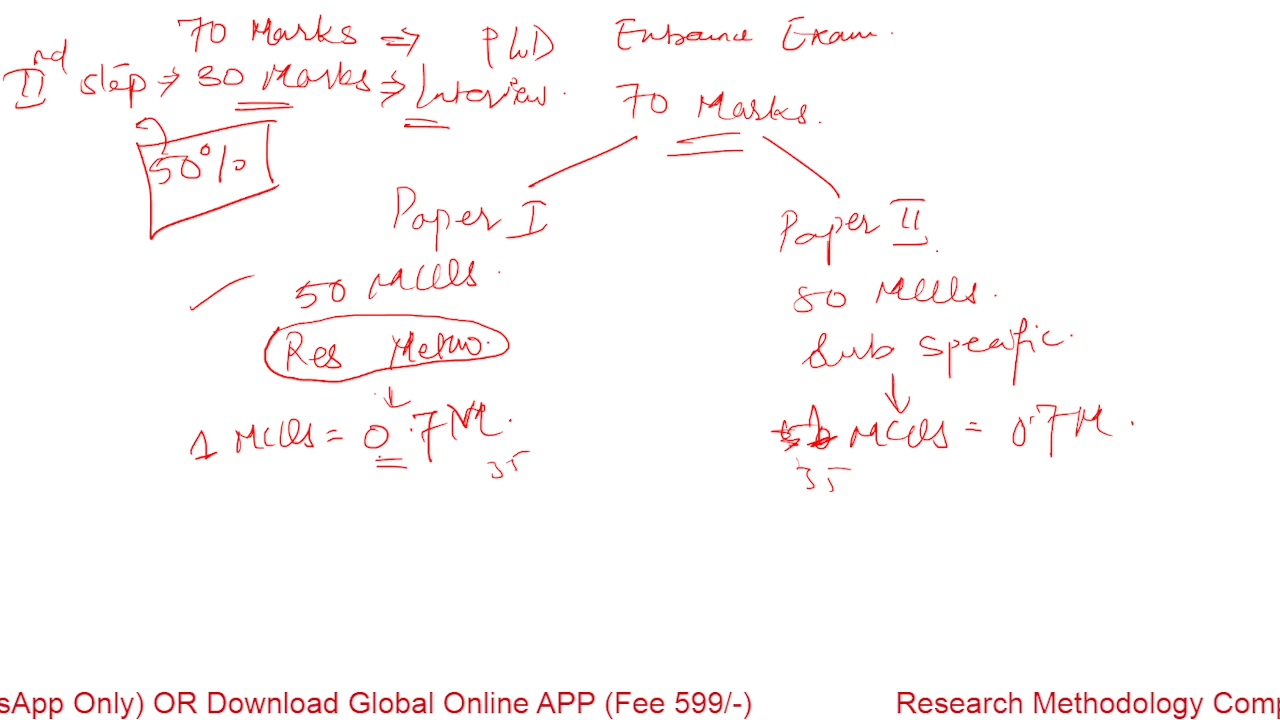 70 Marks ⇒ PhD Entrance Exam.
IInd step → 30 Marks ⇒ Interview.
70 Marks.
50%
Paper I
Paper II
50 MCQs.
50 MCQs.
Res Metho.
Sub specific.
1 MCQs = 0.7 M.
1 MCQs = 0.7 M.
35
35
sApp Only) OR Download Global Online APP (Fee 599/-)
Research Methodology Comp